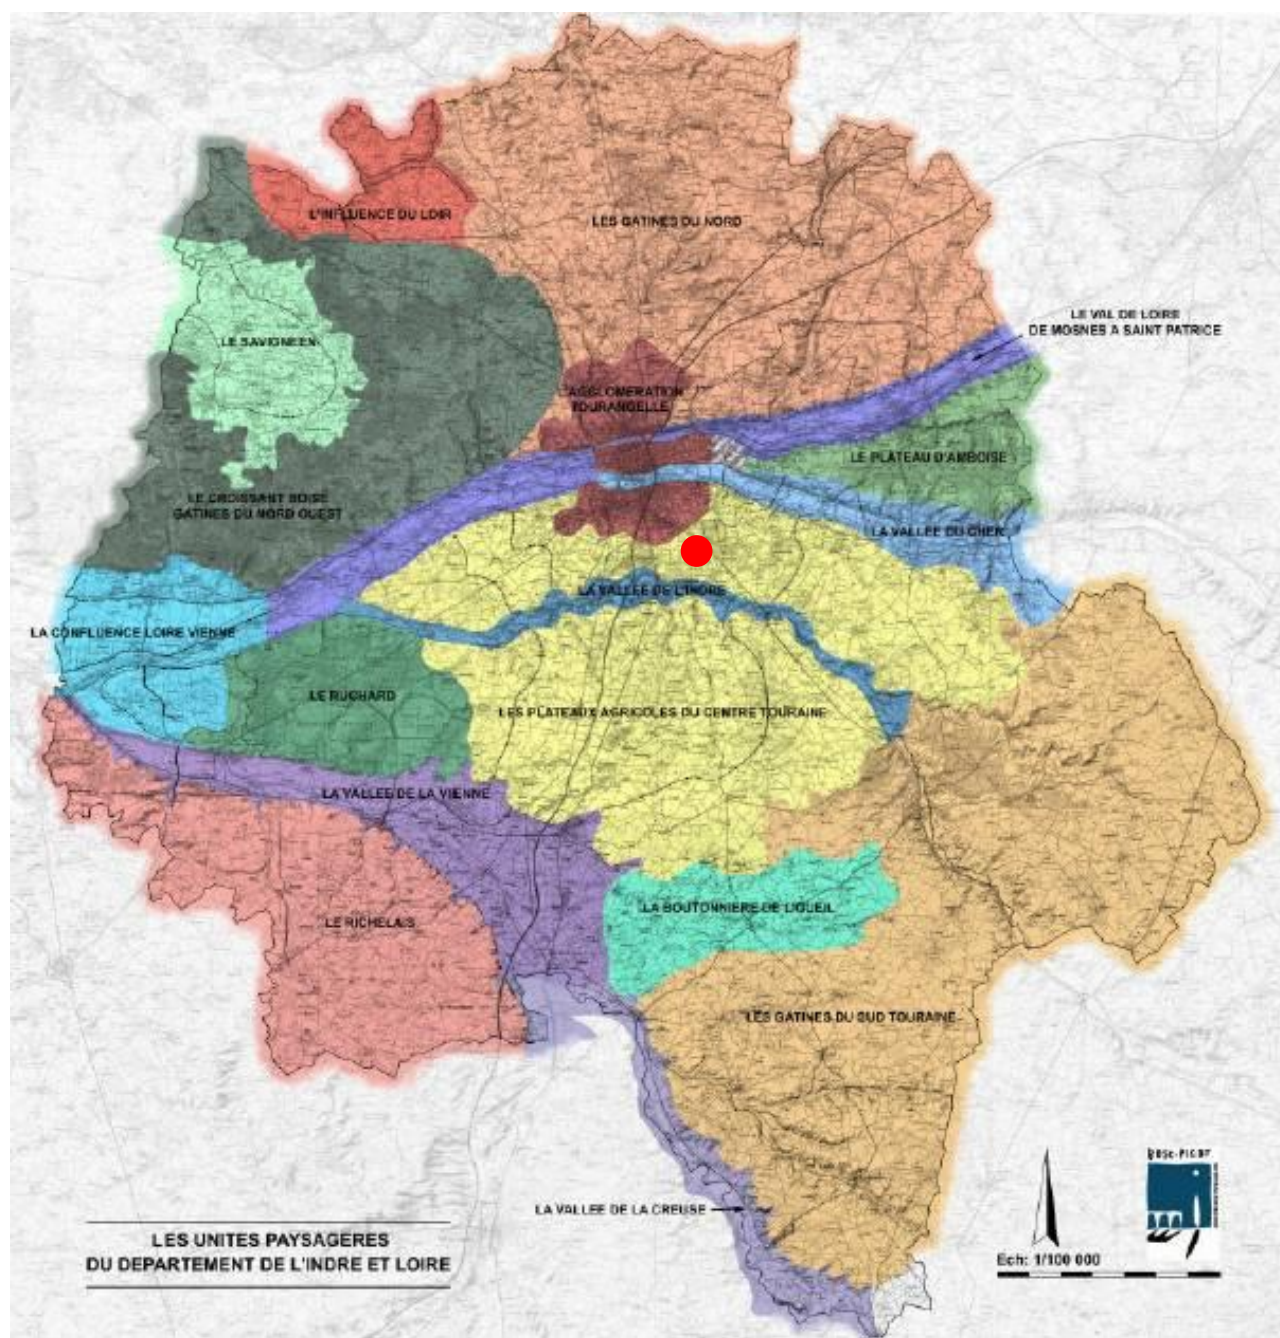 L'INFLUENCE DU LOIR
LES GATINES DU NORD
LE VAL DE LOIRE
DE MOSNES A SAINT PATRICE
LE SAVIGNEEN
L'AGGLOMERATION
TOURANGELLE
LE PLATEAU D'AMBOISE
LE CROISSANT BOISE
GATINES DU NORD OUEST
LA VALLEE DU CHER
LA VALLEE DE L'INDRE
LA CONFLUENCE LOIRE VIENNE
LE RUCHARD
LES PLATEAUX AGRICOLES DU CENTRE TOURAINE
LA VALLEE DE LA VIENNE
LA BOUTONNIERE DE LIGUEIL
LE RICHELAIS
LES GATINES DU SUD TOURAINE
LA VALLEE DE LA CREUSE
LES UNITES PAYSAGERES
DU DEPARTEMENT DE L'INDRE ET LOIRE
Ech: 1/100 000